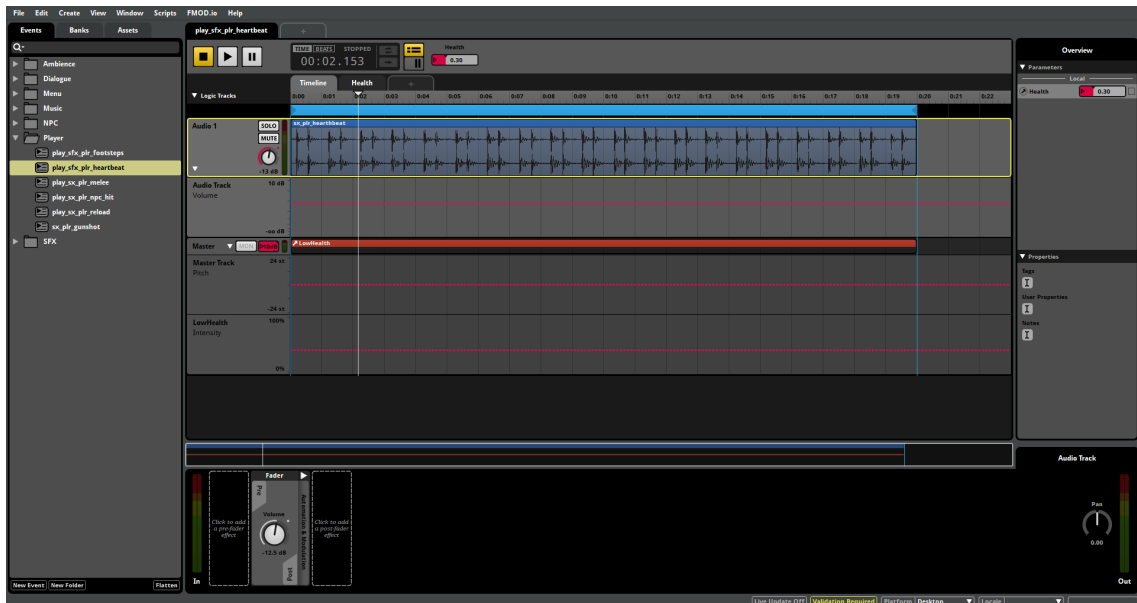 File Edit Create View Window Scripts FMOD.io Help
Events Banks Assets
play_sfx_plr_heartbeat +
Ambience
Dialogue
Menu
Music
NPC
Player
play_sfx_plr_footsteps
play_sfx_plr_heartbeat
play_sx_plr_melee
play_sx_plr_npc_hit
play_sx_plr_reload
sx_plr_gunshot
SFX
New Event New Folder Flatten
TIME BEATS STOPPED
00:02.153
Health
0.30
Timeline Health +
Logic Tracks
0:00 0:01 0:02 0:03 0:04 0:05 0:06 0:07 0:08 0:09 0:10 0:11 0:12 0:13 0:14 0:15 0:16 0:17 0:18 0:19 0:20 0:21 0:22
Audio 1 SOLO
MUTE
-13 dB
sx_plr_hearthbeat
Audio Track 10 dB
Volume
-oo dB
Master MON
LowHealth
Master Track 24 st
Pitch
-24 st
LowHealth 100%
Intensity
0%
Overview
Parameters
Local
Health 0.30
Properties
Tags
User Properties
Notes
In
Click to add
a pre-fader
effect
Fader
Pre
Volume
-12.5 dB
Post
Automation & Modulation
Click to add
a post-fader
effect
Audio Track
Pan
0.00
Out
Live Update Off Validation Required Platform Desktop Locale